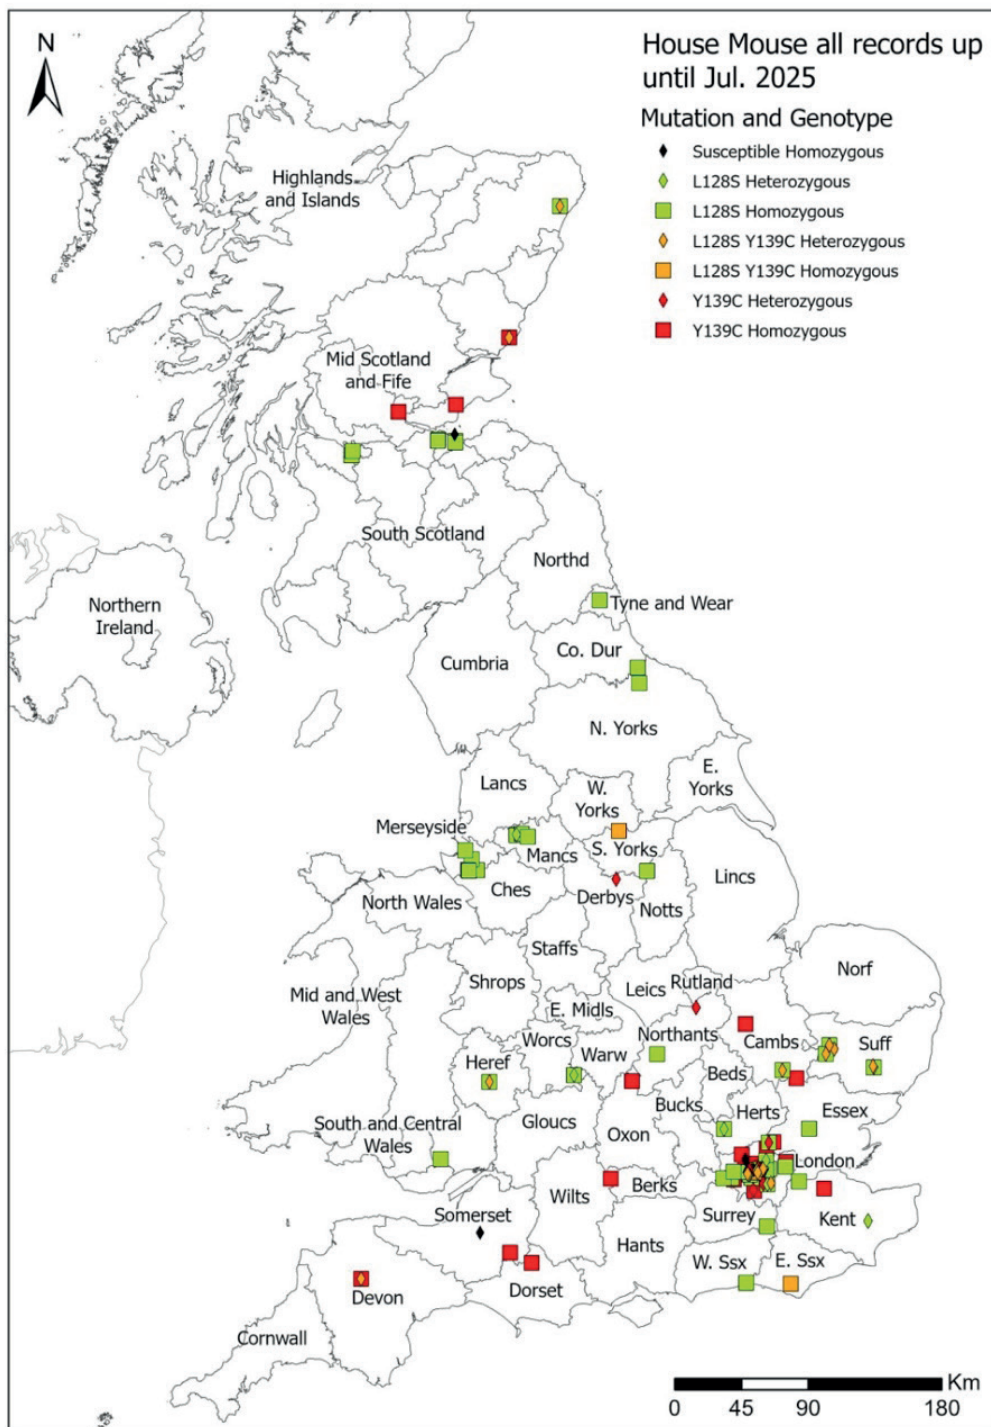 N
House Mouse all records up
until Jul. 2025
Mutation and Genotype
Susceptible Homozygous
L128S Heterozygous
L128S Homozygous
L128S Y139C Heterozygous
L128S Y139C Homozygous
Y139C Heterozygous
Y139C Homozygous
Highlands
and Islands
Mid Scotland
and Fife
South Scotland
Northd
Northern
Ireland
Tyne and Wear
Co. Dur
Cumbria
N. Yorks
E.
Yorks
Lancs
W.
Yorks
Merseyside
Mancs
S. Yorks
Lincs
Ches
Derbys
North Wales
Notts
Staffs
Norf
Shrops
Leics
Rutland
Mid and West
Wales
E. Midls
Northants
Cambs
Suff
Worcs
Warw
Heref
Beds
Bucks
Herts
Essex
South and Central
Wales
Gloucs
Oxon
London
Berks
Wilts
Somerset
Surrey
Kent
Hants
W. Ssx
E. Ssx
Devon
Dorset
Cornwall
Km
0 45 90 180